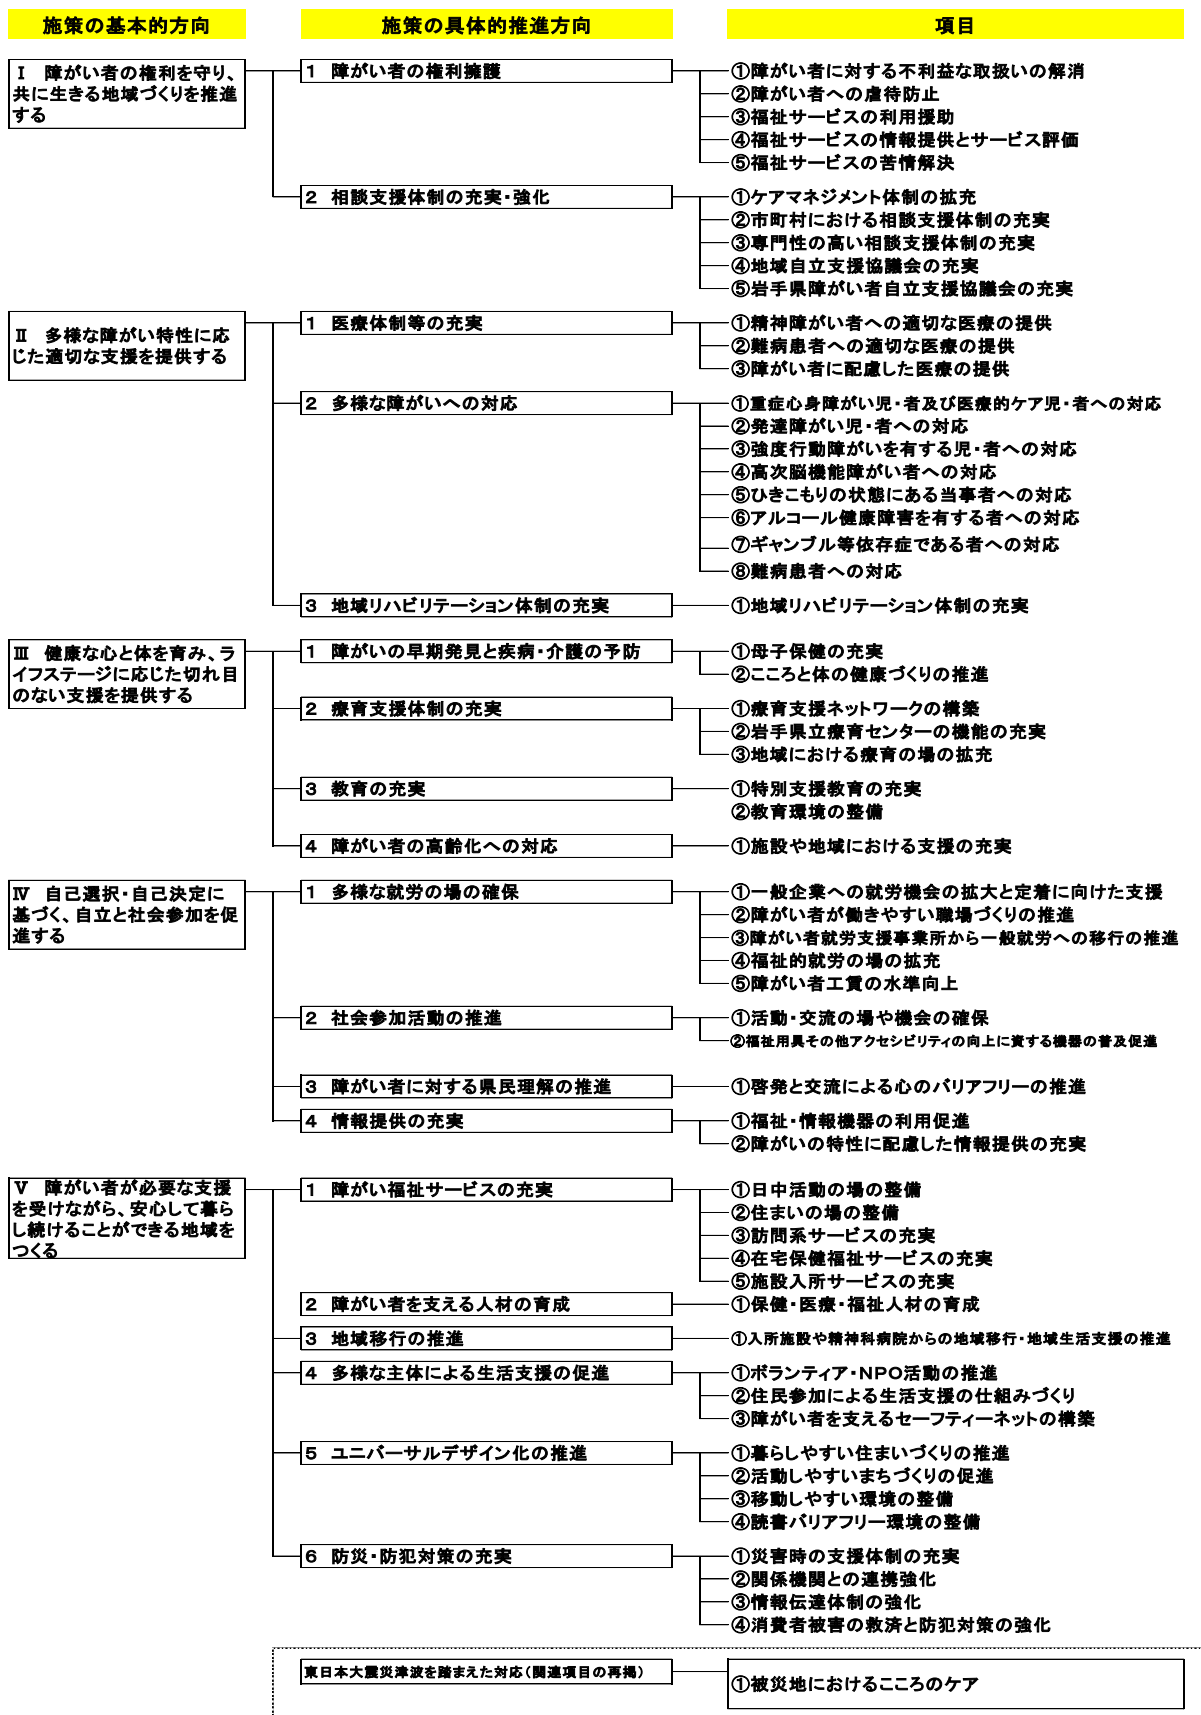 施策の基本的方向
施策の具体的推進方向
項目
Ⅰ　障がい者の権利を守り、
共に生きる地域づくりを推進
する
1　障がい者の権利擁護
①障がい者に対する不利益な取扱いの解消
②障がい者への虐待防止
③福祉サービスの利用援助
④福祉サービスの情報提供とサービス評価
⑤福祉サービスの苦情解決
2　相談支援体制の充実・強化
①ケアマネジメント体制の拡充
②市町村における相談支援体制の充実
③専門性の高い相談支援体制の充実
④地域自立支援協議会の充実
⑤岩手県障がい者自立支援協議会の充実
Ⅱ　多様な障がい特性に応
じた適切な支援を提供する
1　医療体制等の充実
①精神障がい者への適切な医療の提供
②難病患者への適切な医療の提供
③障がい者に配慮した医療の提供
2　多様な障がいへの対応
①重症心身障がい児・者及び医療的ケア児・者への対応
②発達障がい児・者への対応
③強度行動障がいを有する児・者への対応
④高次脳機能障がい者への対応
⑤ひきこもりの状態にある当事者への対応
⑥アルコール健康障害を有する者への対応
⑦ギャンブル等依存症である者への対応
⑧難病患者への対応
3　地域リハビリテーション体制の充実
①地域リハビリテーション体制の充実
Ⅲ　健康な心と体を育み、ラ
イフステージに応じた切れ目
のない支援を提供する
1　障がいの早期発見と疾病・介護の予防
①母子保健の充実
②こころと体の健康づくりの推進
2　療育支援体制の充実
①療育支援ネットワークの構築
②岩手県立療育センターの機能の充実
③地域における療育の場の拡充
3　教育の充実
①特別支援教育の充実
②教育環境の整備
4　障がい者の高齢化への対応
①施設や地域における支援の充実
Ⅳ　自己選択・自己決定に
基づく、自立と社会参加を促
進する
1　多様な就労の場の確保
①一般企業への就労機会の拡大と定着に向けた支援
②障がい者が働きやすい職場づくりの推進
③障がい者就労支援事業所から一般就労への移行の推進
④福祉的就労の場の拡充
⑤障がい者工賃の水準向上
2　社会参加活動の推進
①活動・交流の場や機会の確保
②福祉用具その他アクセシビリティの向上に資する機器の普及促進
3　障がい者に対する県民理解の推進
①啓発と交流による心のバリアフリーの推進
4　情報提供の充実
①福祉・情報機器の利用促進
②障がいの特性に配慮した情報提供の充実
Ⅴ　障がい者が必要な支援
を受けながら、安心して暮ら
し続けることができる地域を
つくる
1　障がい福祉サービスの充実
①日中活動の場の整備
②住まいの場の整備
③訪問系サービスの充実
④在宅保健福祉サービスの充実
⑤施設入所サービスの充実
2　障がい者を支える人材の育成
①保健・医療・福祉人材の育成
3　地域移行の推進
①入所施設や精神科病院からの地域移行・地域生活支援の推進
4　多様な主体による生活支援の促進
①ボランティア・NPO活動の推進
②住民参加による生活支援の仕組みづくり
③障がい者を支えるセーフティーネットの構築
5　ユニバーサルデザイン化の推進
①暮らしやすい住まいづくりの推進
②活動しやすいまちづくりの促進
③移動しやすい環境の整備
④読書バリアフリー環境の整備
6　防災・防犯対策の充実
①災害時の支援体制の充実
②関係機関との連携強化
③情報伝達体制の強化
④消費者被害の救済と防犯対策の強化
東日本大震災津波を踏まえた対応（関連項目の再掲）
①被災地におけるこころのケア